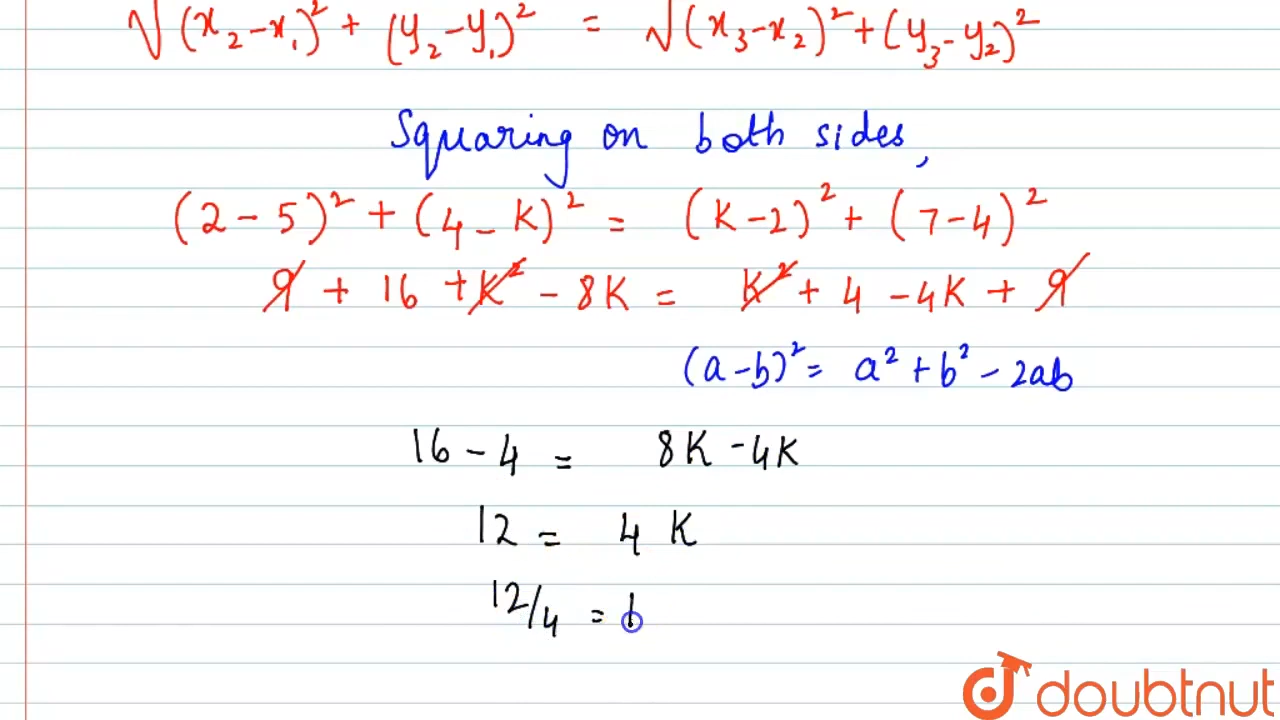 √(x₂-x₁)² + (y₂-y₁)² = √(x₃-x₂)²+(y₃-y₂)²
Squaring on both sides,
(2-5)² + (4-K)² = (K-2)² + (7-4)²
9 + 16 + K² - 8K = K² + 4 - 4K + 9
(a-b)² = a² + b² - 2ab
16 - 4 = 8K - 4K
12 = 4 K
12/4 =
doubtnut